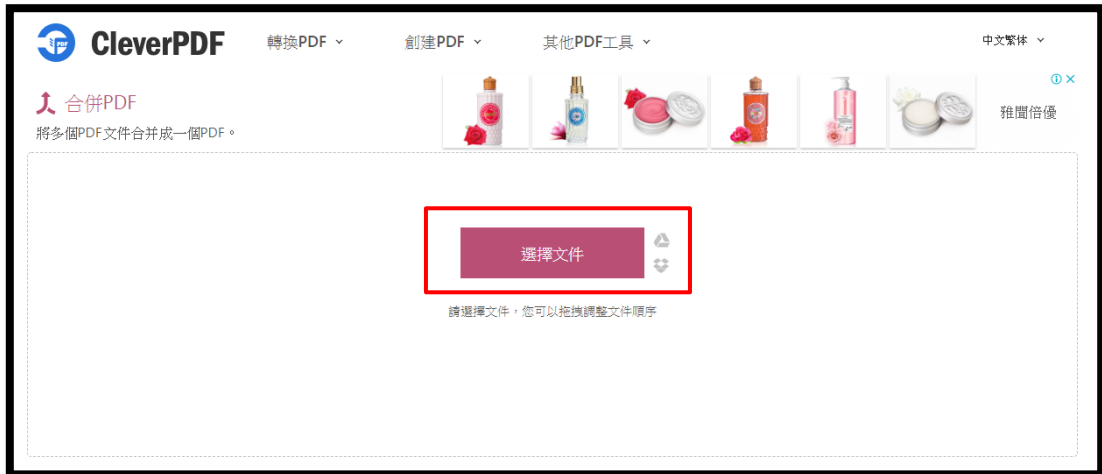 CleverPDF 轉換PDF 創建PDF 其他PDF工具 中文繁体
合併PDF
將多個PDF文件合并成一個PDF。
雅聞倍優
選擇文件
請選擇文件，您可以拖拽調整文件順序